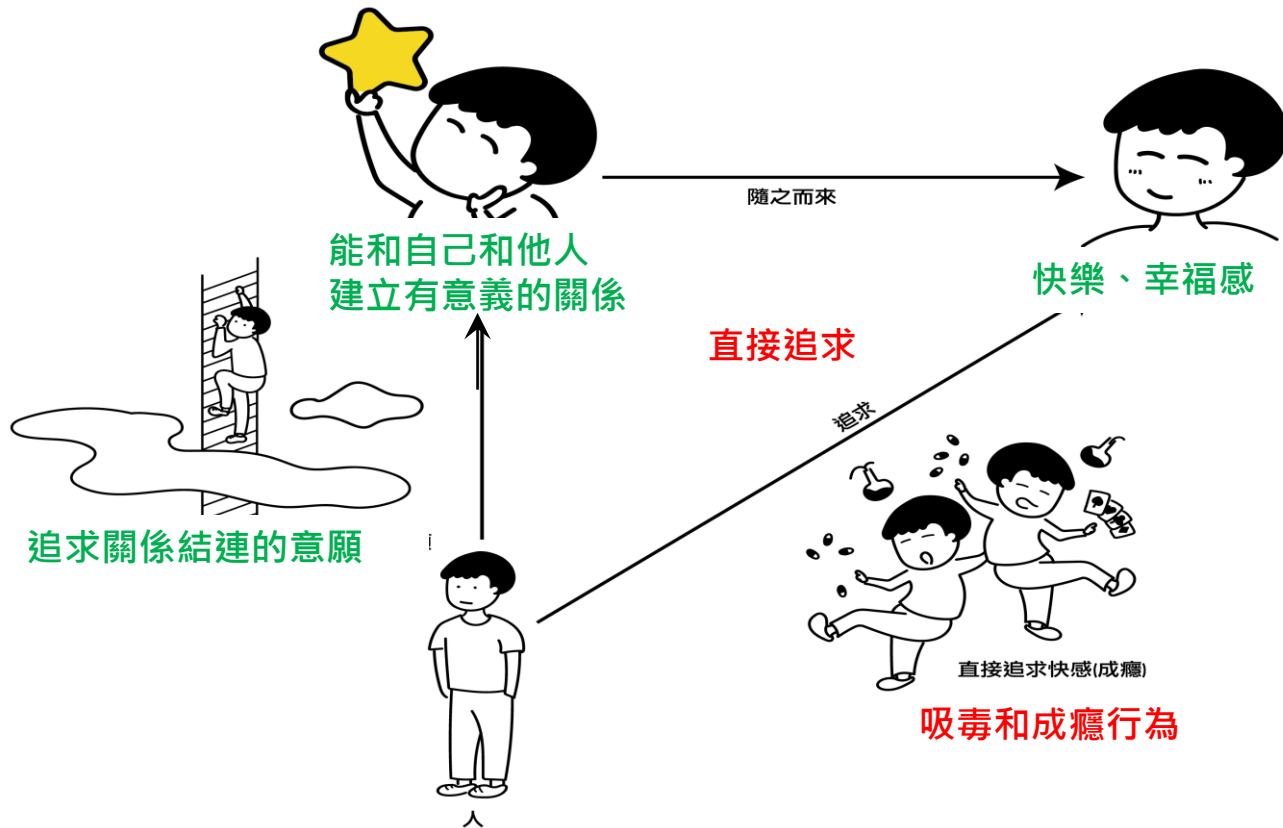 隨之而來
能和自己和他人
建立有意義的關係
快樂、幸福感
直接追求
追求
追求關係結連的意願
直接追求快感(成癮)
吸毒和成癮行為
人